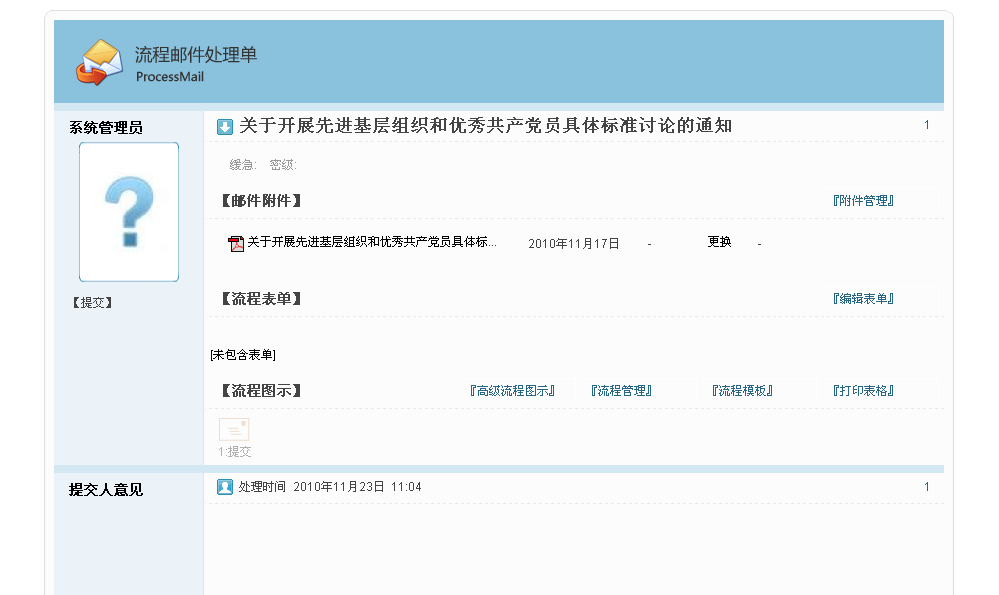 流程邮件处理单
ProcessMail
系统管理员
关于开展先进基层组织和优秀共产党员具体标准讨论的通知 1
缓急: 密级:
【邮件附件】 『附件管理』
关于开展先进基层组织和优秀共产党员具体标... 2010年11月17日 - 更换 -
【提交】
【流程表单】 『编辑表单』
[未包含表单]
【流程图示】 『高级流程图示』 『流程管理』 『流程模板』 『打印表格』
1:提交
提交人意见
处理时间 2010年11月23日 11:04 1